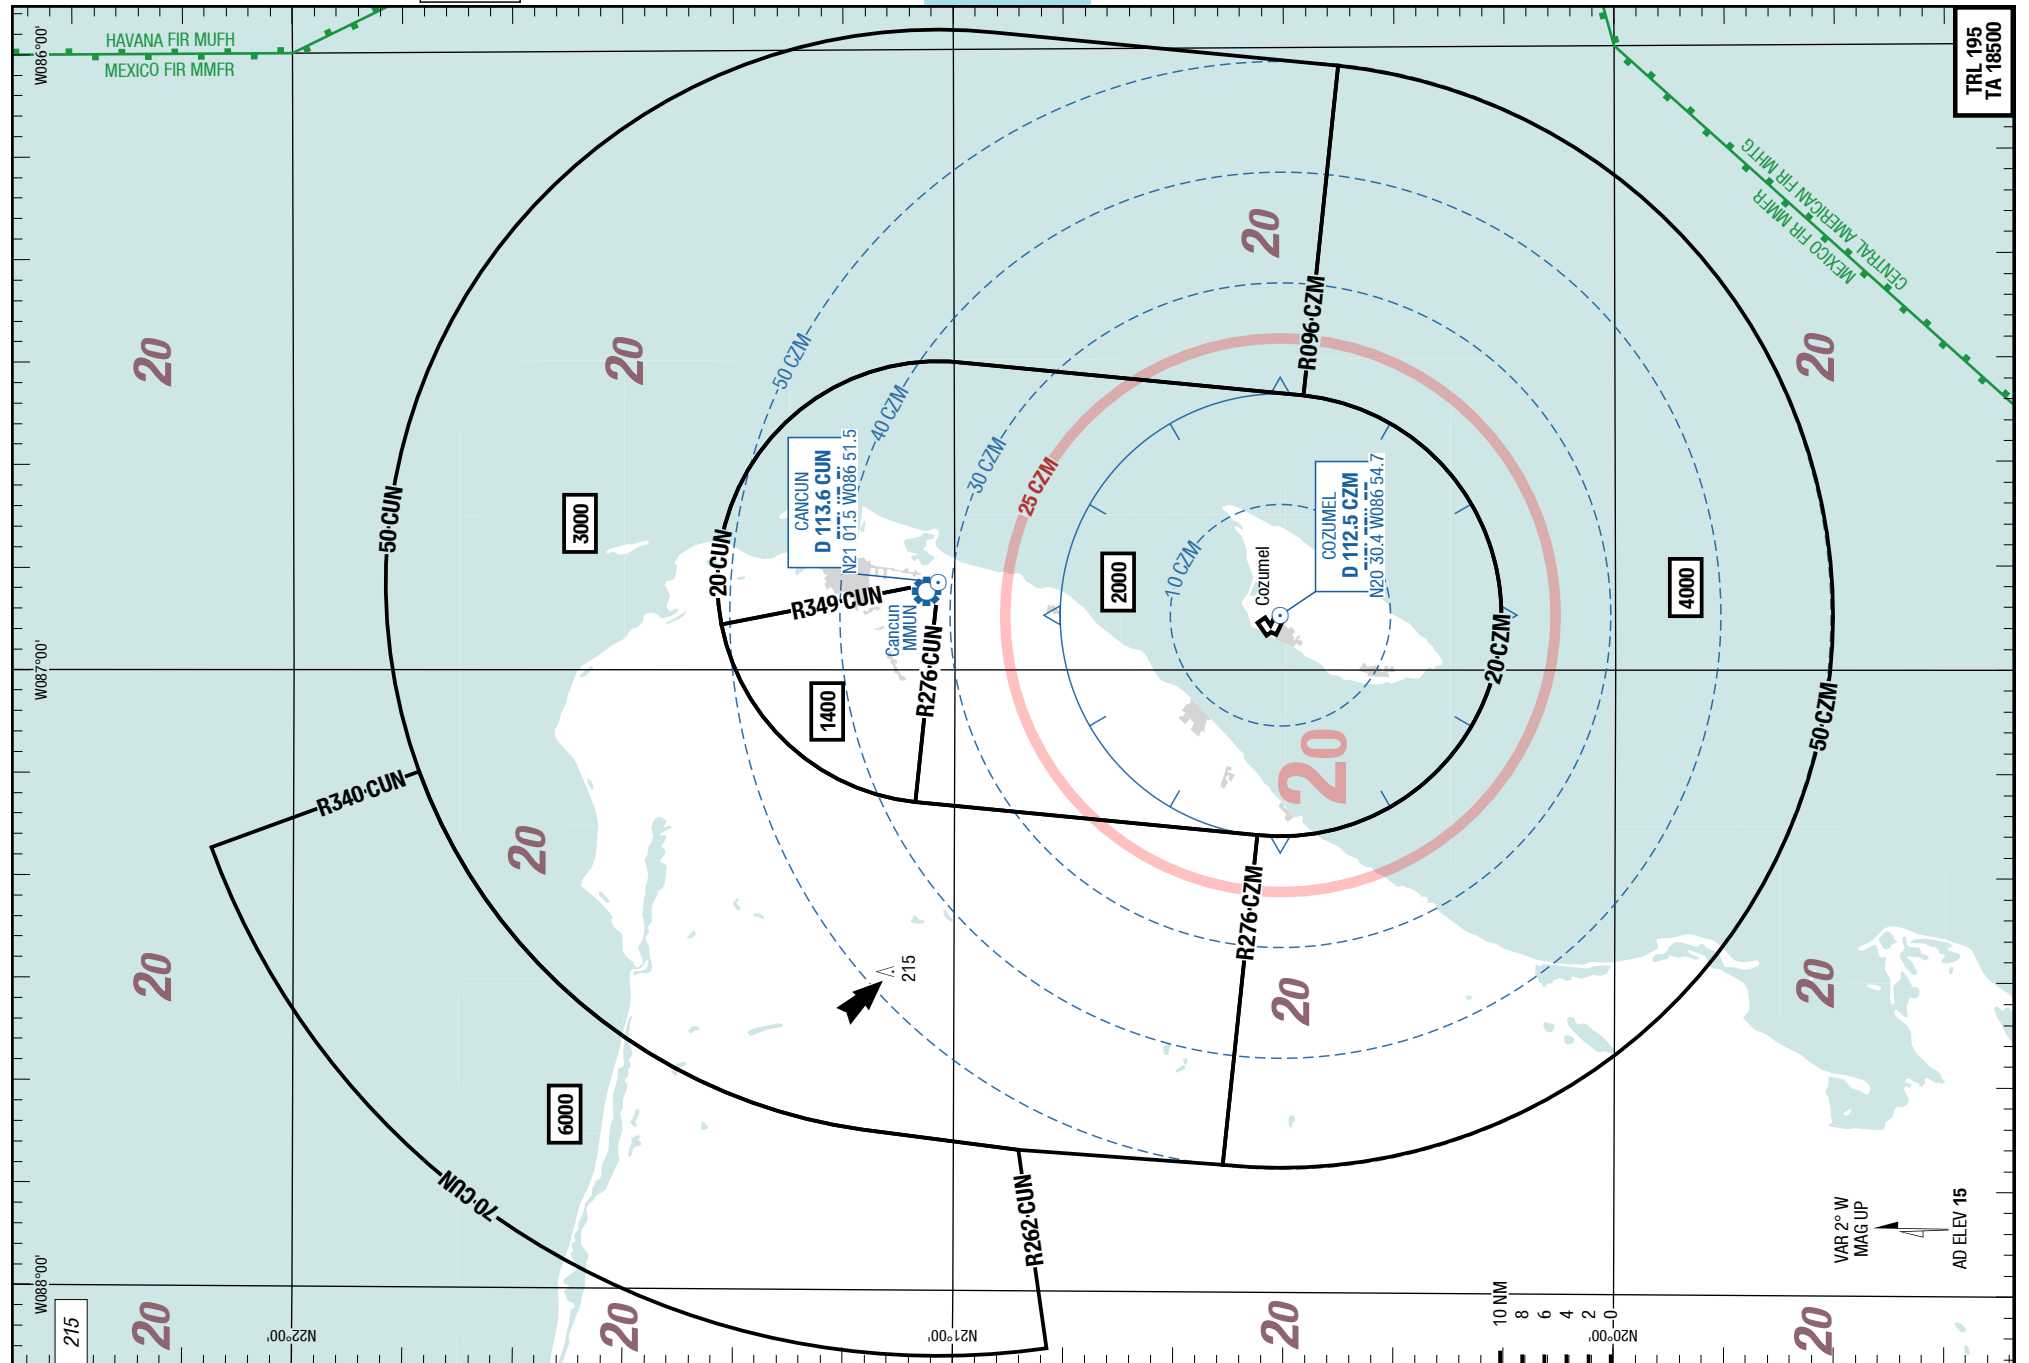 HAVANA FIR MUFH
MEXICO FIR MMFR
W086°00'
W087°00'
W088°00'
N22°00'
N21°00'
N20°00'
TRL 195
TA 18500
CENTRAL AMERICAN FIR MHTG
MEXICO FIR MMFR
20
20
20
20
20
20
20
20
20
20
20
20
20
20
50 CUN
20 CUN
70 CUN
R340 CUN
R349 CUN
R276 CUN
R262 CUN
R096 CZM
R276 CZM
20 CZM
50 CZM
50 CZM
40 CZM
30 CZM
25 CZM
10 CZM
3000
2000
1400
4000
6000
CANCUN
D 113.6 CUN
N21 01.5 W086 51.5
Cancun
MMUN
COZUMEL
D 112.5 CZM
N20 30.4 W086 54.7
Cozumel
215
215
VAR 2° W
MAG UP
AD ELEV 15
10 NM
8
6
4
2
0